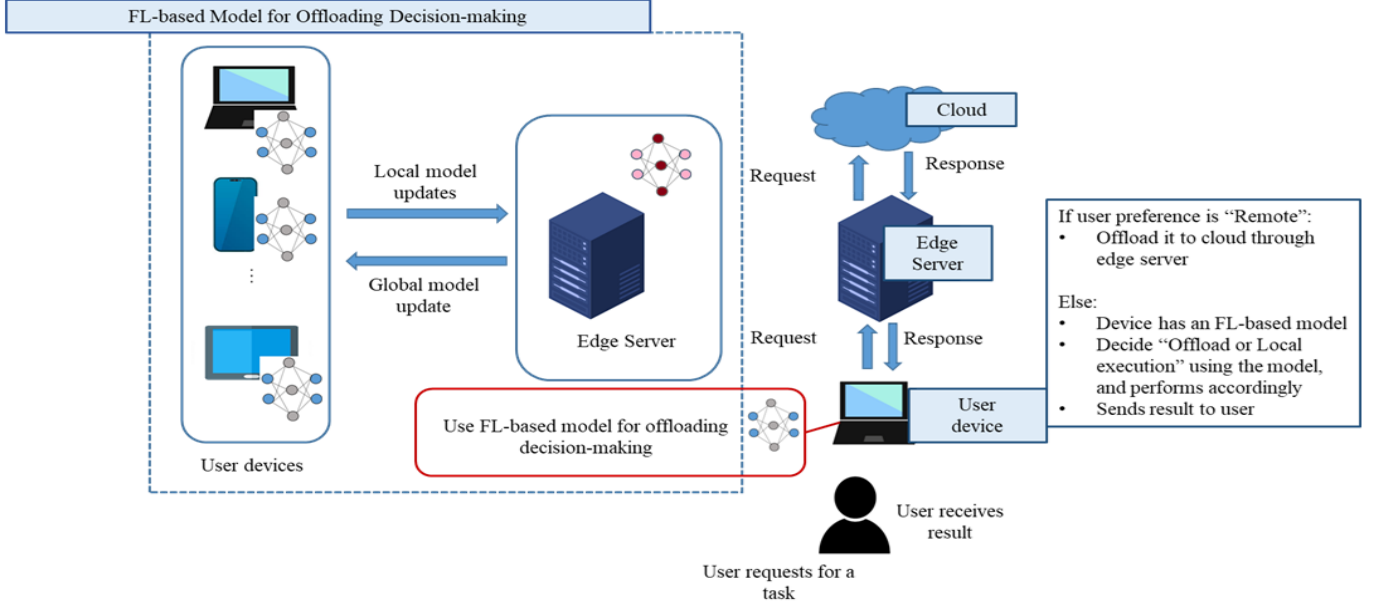 FL-based Model for Offloading Decision-making
Local model
updates
Global model
update
⋮
User devices
Edge Server
Use FL-based model for offloading
decision-making
Cloud
Request
Response
Edge
Server
Request
Response
User
device
If user preference is “Remote”:
• Offload it to cloud through
edge server
Else:
• Device has an FL-based model
• Decide “Offload or Local
execution” using the model,
and performs accordingly
• Sends result to user
User receives
result
User requests for a
task